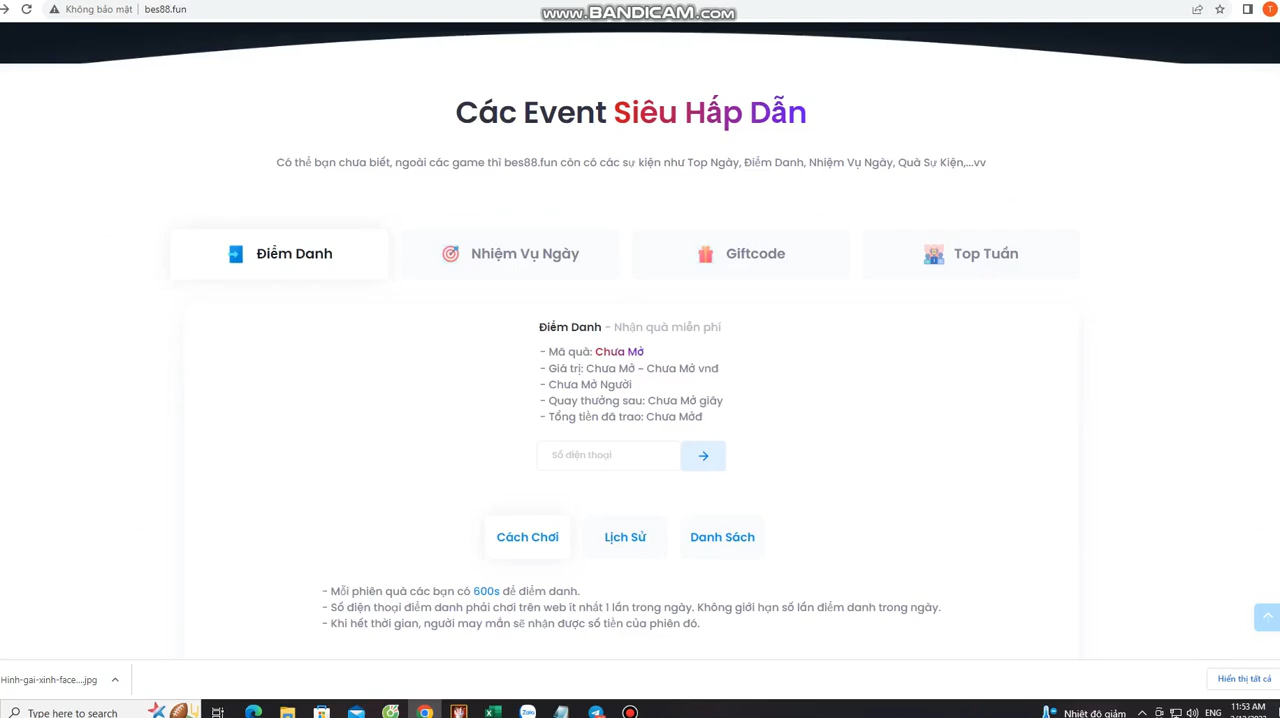 Không bảo mật | bes88.fun
www.BANDICAM.com
T
Các Event Siêu Hấp Dẫn
Có thể bạn chưa biết, ngoài các game thì bes88.fun còn có các sự kiện như Top Ngày, Điểm Danh, Nhiệm Vụ Ngày, Quà Sự Kiện,...vv
Điểm Danh
Nhiệm Vụ Ngày
Giftcode
Top Tuần
Điểm Danh - Nhận quà miễn phí
- Mã quà: Chưa Mở
- Giá trị: Chưa Mở - Chưa Mở vnđ
- Chưa Mở Người
- Quay thưởng sau: Chưa Mở giây
- Tổng tiền đã trao: Chưa Mởđ
Số điện thoại
Cách Chơi
Lịch Sử
Danh Sách
- Mỗi phiên quà các bạn có 600s để điểm danh.
- Số điện thoại điểm danh phải chơi trên web ít nhất 1 lần trong ngày. Không giới hạn số lần điểm danh trong ngày.
- Khi hết thời gian, người may mắn sẽ nhận được số tiền của phiên đó.
Hinh-gai-xinh-face....jpg
Hiển thị tất cả
Type here to search
Zalo
Nhiệt độ giảm
ENG
11:53 AM